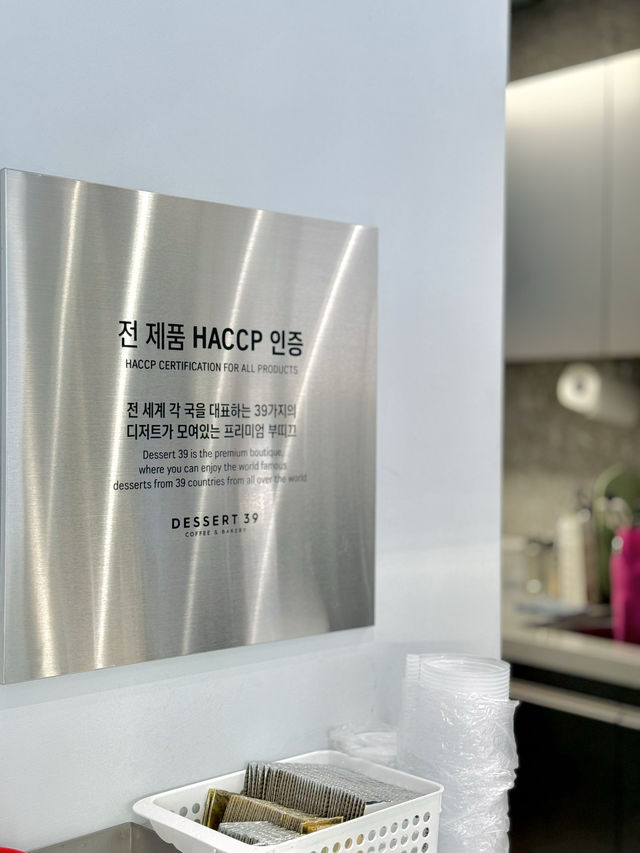 전 제품 HACCP 인증
HACCP CERTIFICATION FOR ALL PRODUCTS
전 세계 각 국을 대표하는 39가지의
디저트가 모여있는 프리미엄 부띠끄
Dessert 39 is the premium boutique,
where you can enjoy the world famous
desserts from 39 countries from all over the world
DESSERT 39
COFFEE & BAKERY